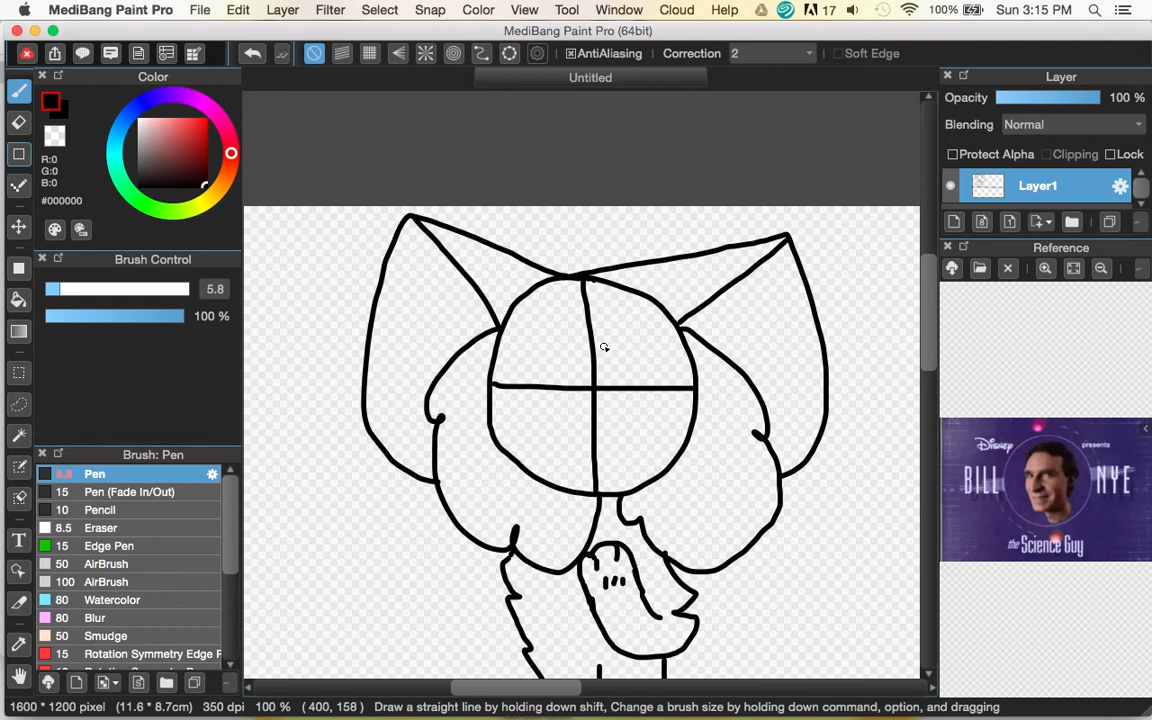 MediBang Paint Pro File Edit Layer Filter Select Snap Color View Tool Window Cloud Help 17 100% Sun 3:15 PM
MediBang Paint Pro (64bit)
AntiAliasing Correction 2 Soft Edge
Untitled
Color
R:0
G:0
B:0
#000000
Brush Control
5.8
100 %
Brush: Pen
5.8 Pen
15 Pen (Fade In/Out)
10 Pencil
8.5 Eraser
15 Edge Pen
50 AirBrush
100 AirBrush
80 Watercolor
80 Blur
50 Smudge
15 Rotation Symmetry Edge P
Layer
Opacity 100 %
Blending Normal
Protect Alpha Clipping Lock
Layer1
Reference
Disney presents
BILL NYE
the Science Guy
1600 * 1200 pixel (11.6 * 8.7cm) 350 dpi 100 % ( 400, 158 ) Draw a straight line by holding down shift, Change a brush size by holding down command, option, and dragging